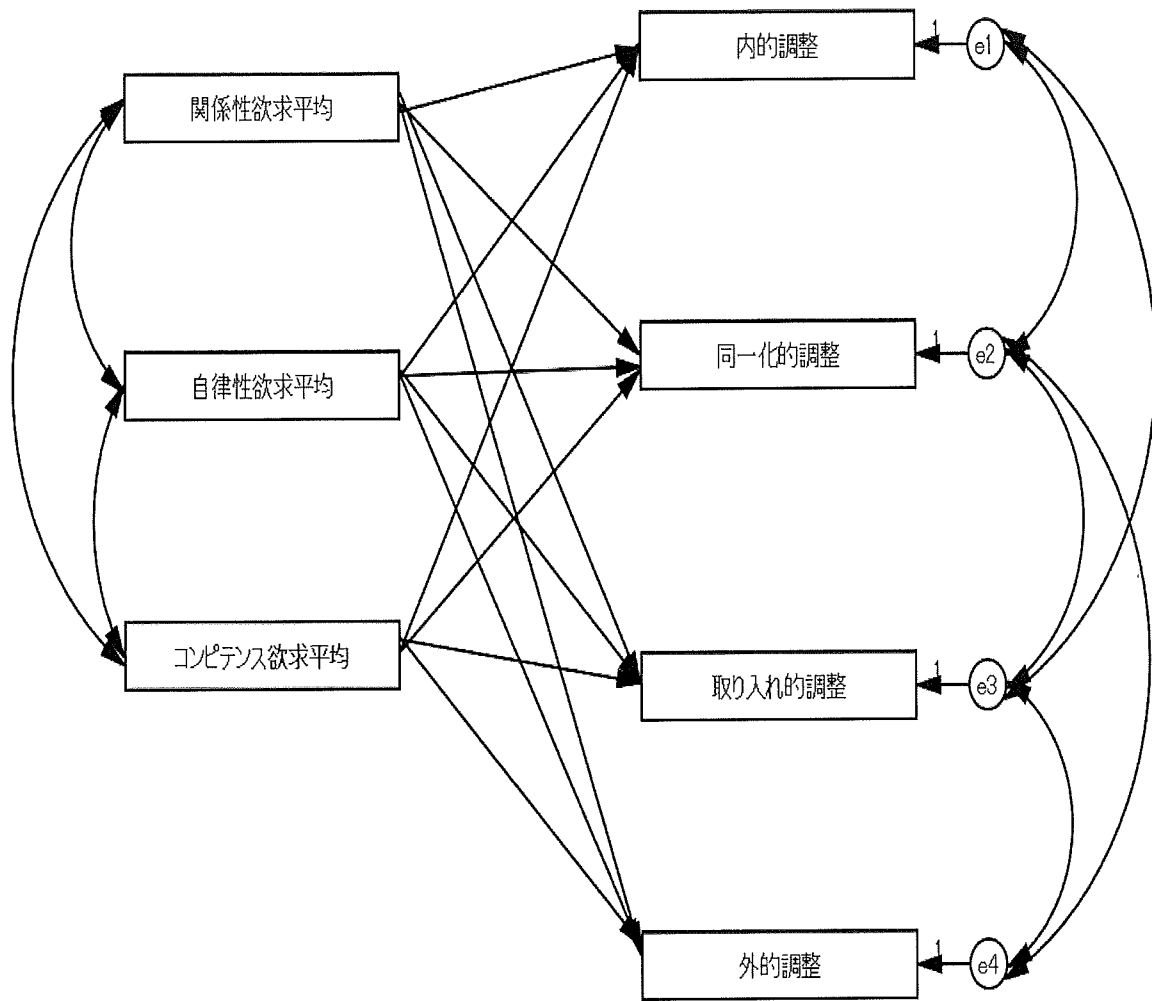 内的調整
1
e1
関係性欲求平均
同一化的調整
1
e2
自律性欲求平均
コンピテンス欲求平均
取り入れ的調整
1
e3
外的調整
1
e4